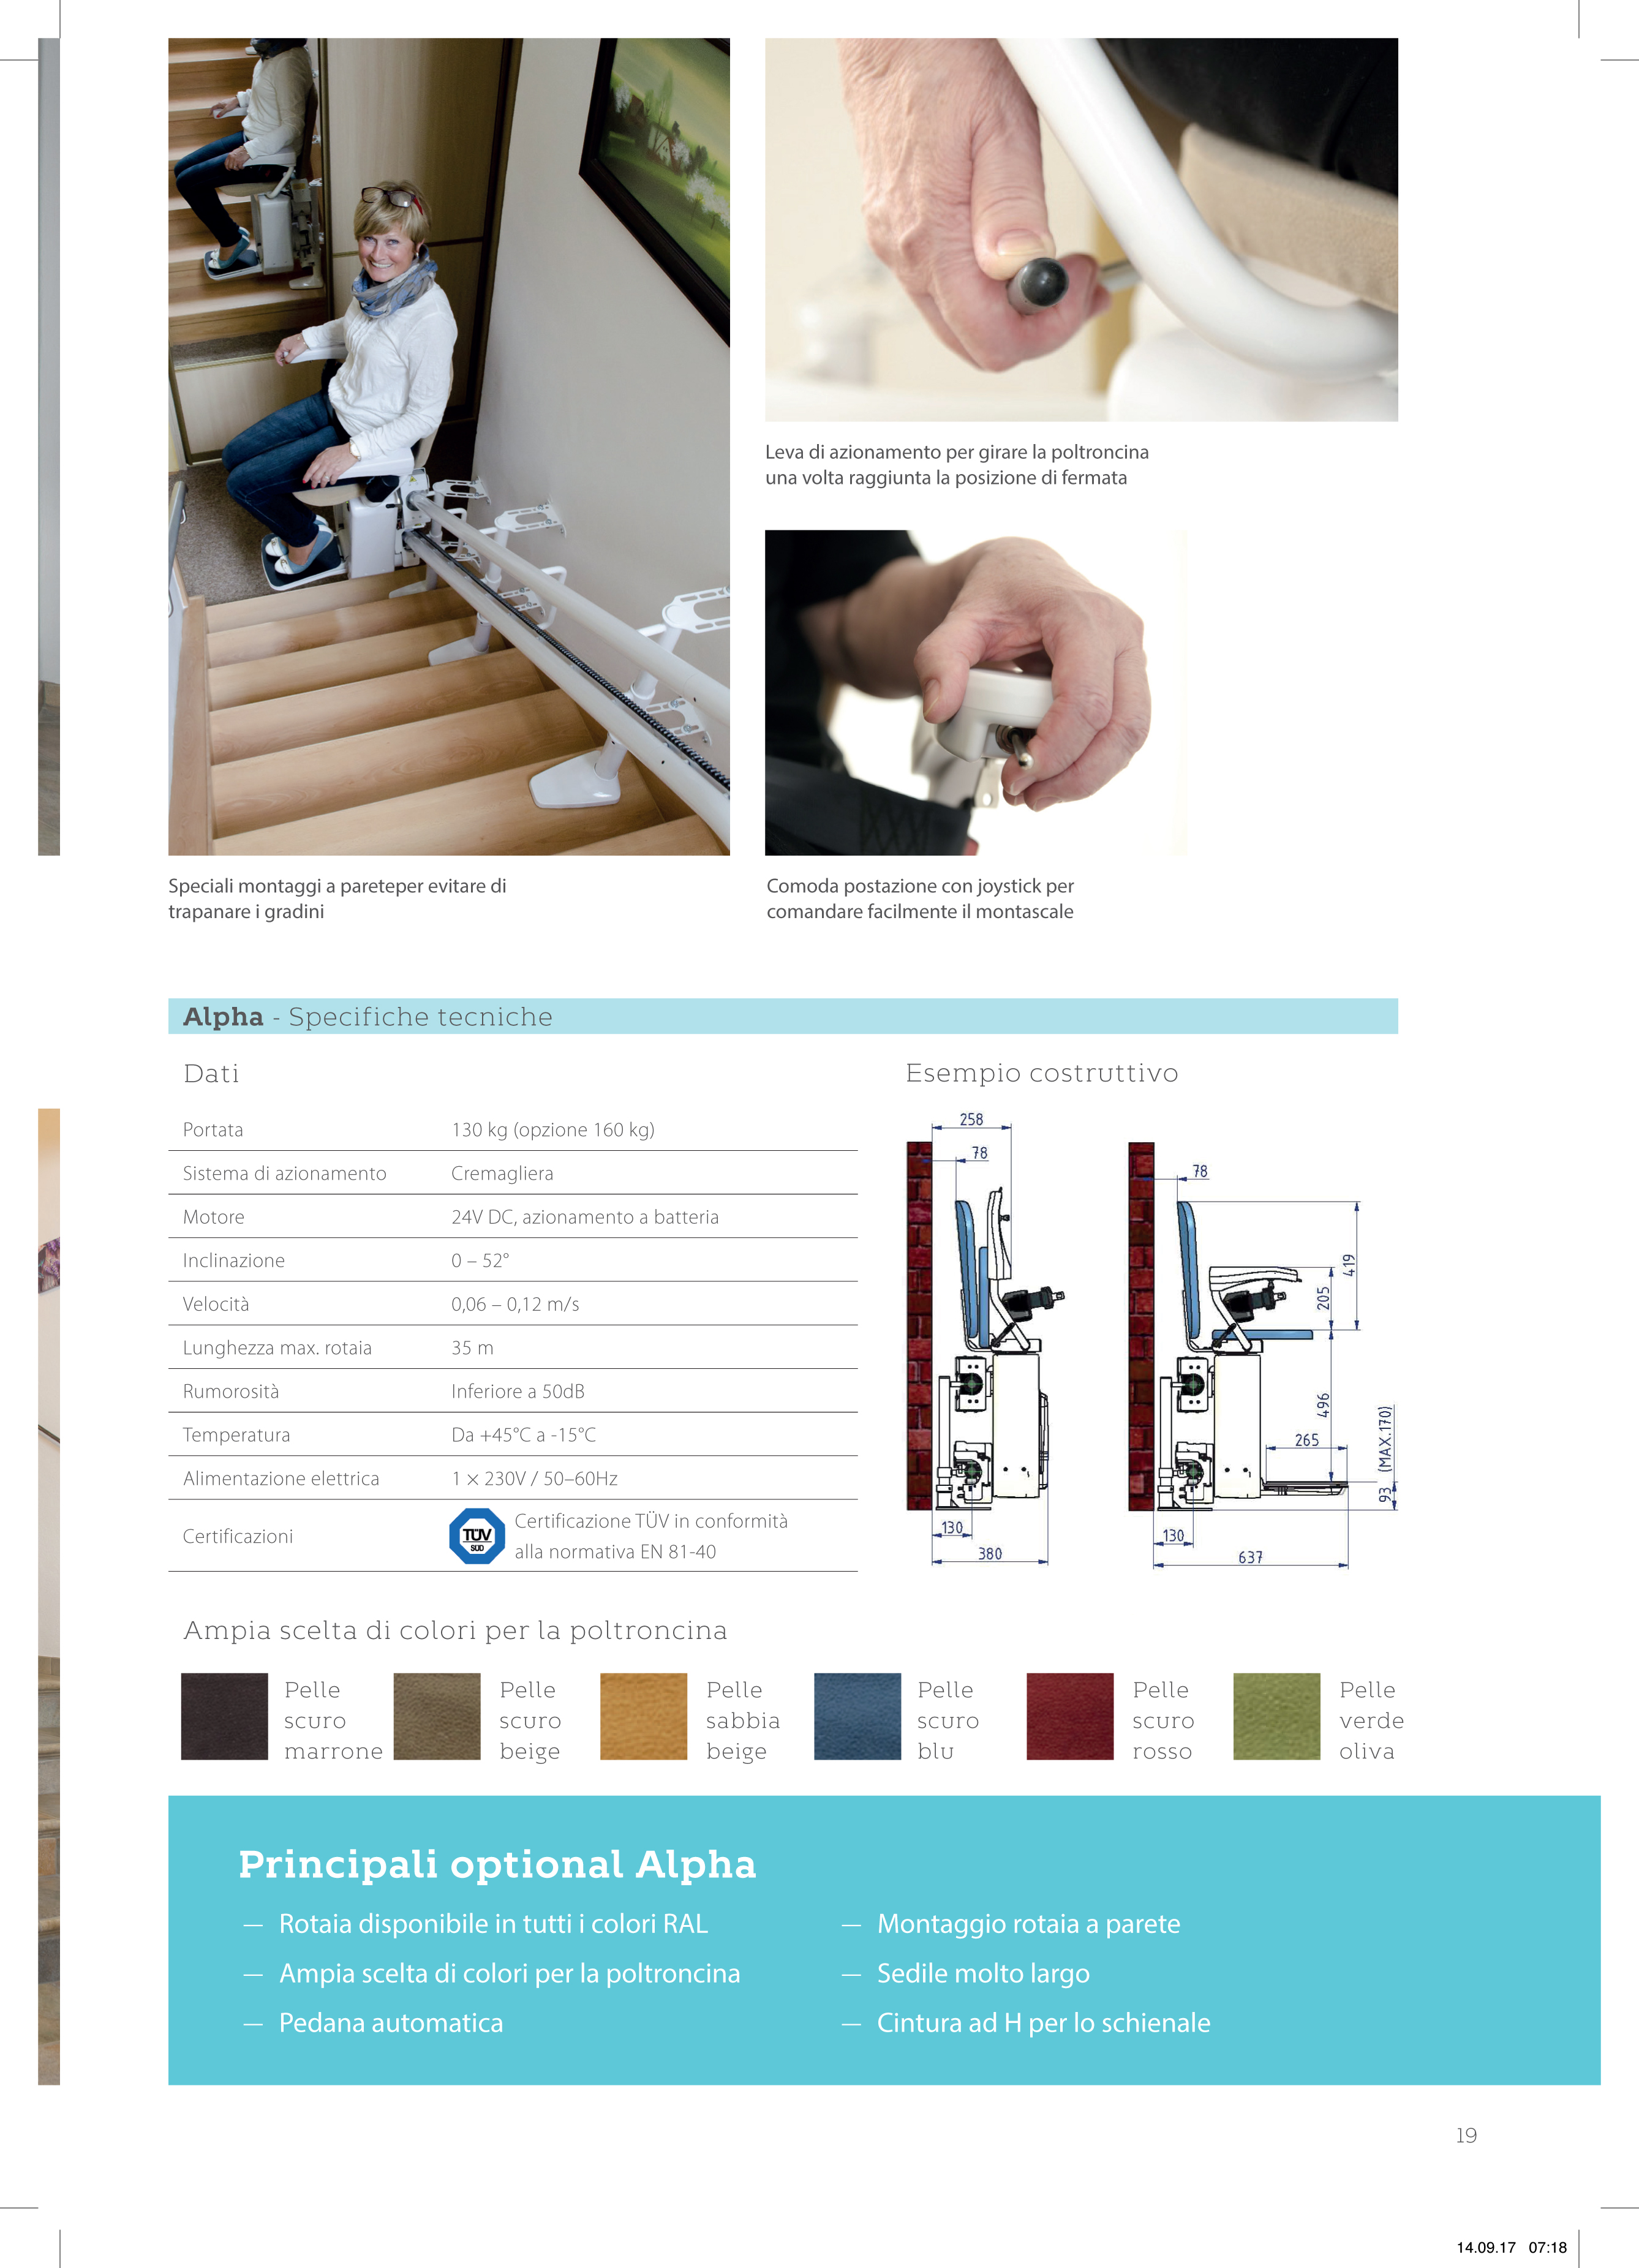 Leva di azionamento per girare la poltroncina
una volta raggiunta la posizione di fermata
Speciali montaggi a pareteper evitare di
trapanare i gradini
Comoda postazione con joystick per
comandare facilmente il montascale
Alpha - Specifiche tecniche
Dati
Portata 130 kg (opzione 160 kg)
Sistema di azionamento Cremagliera
Motore 24V DC, azionamento a batteria
Inclinazione 0 – 52°
Velocità 0,06 – 0,12 m/s
Lunghezza max. rotaia 35 m
Rumorosità Inferiore a 50dB
Temperatura Da +45°C a -15°C
Alimentazione elettrica 1 × 230V / 50–60Hz
Certificazioni
TÜV
SÜD
Certificazione TÜV in conformità
alla normativa EN 81-40
Esempio costruttivo
258
78
130
380
78
419
205
496
265
93 (MAX.170)
130
637
Ampia scelta di colori per la poltroncina
Pelle
scuro
marrone
Pelle
scuro
beige
Pelle
sabbia
beige
Pelle
scuro
blu
Pelle
scuro
rosso
Pelle
verde
oliva
Principali optional Alpha
— Rotaia disponibile in tutti i colori RAL
— Ampia scelta di colori per la poltroncina
— Pedana automatica
— Montaggio rotaia a parete
— Sedile molto largo
— Cintura ad H per lo schienale
19
14.09.17 07:18